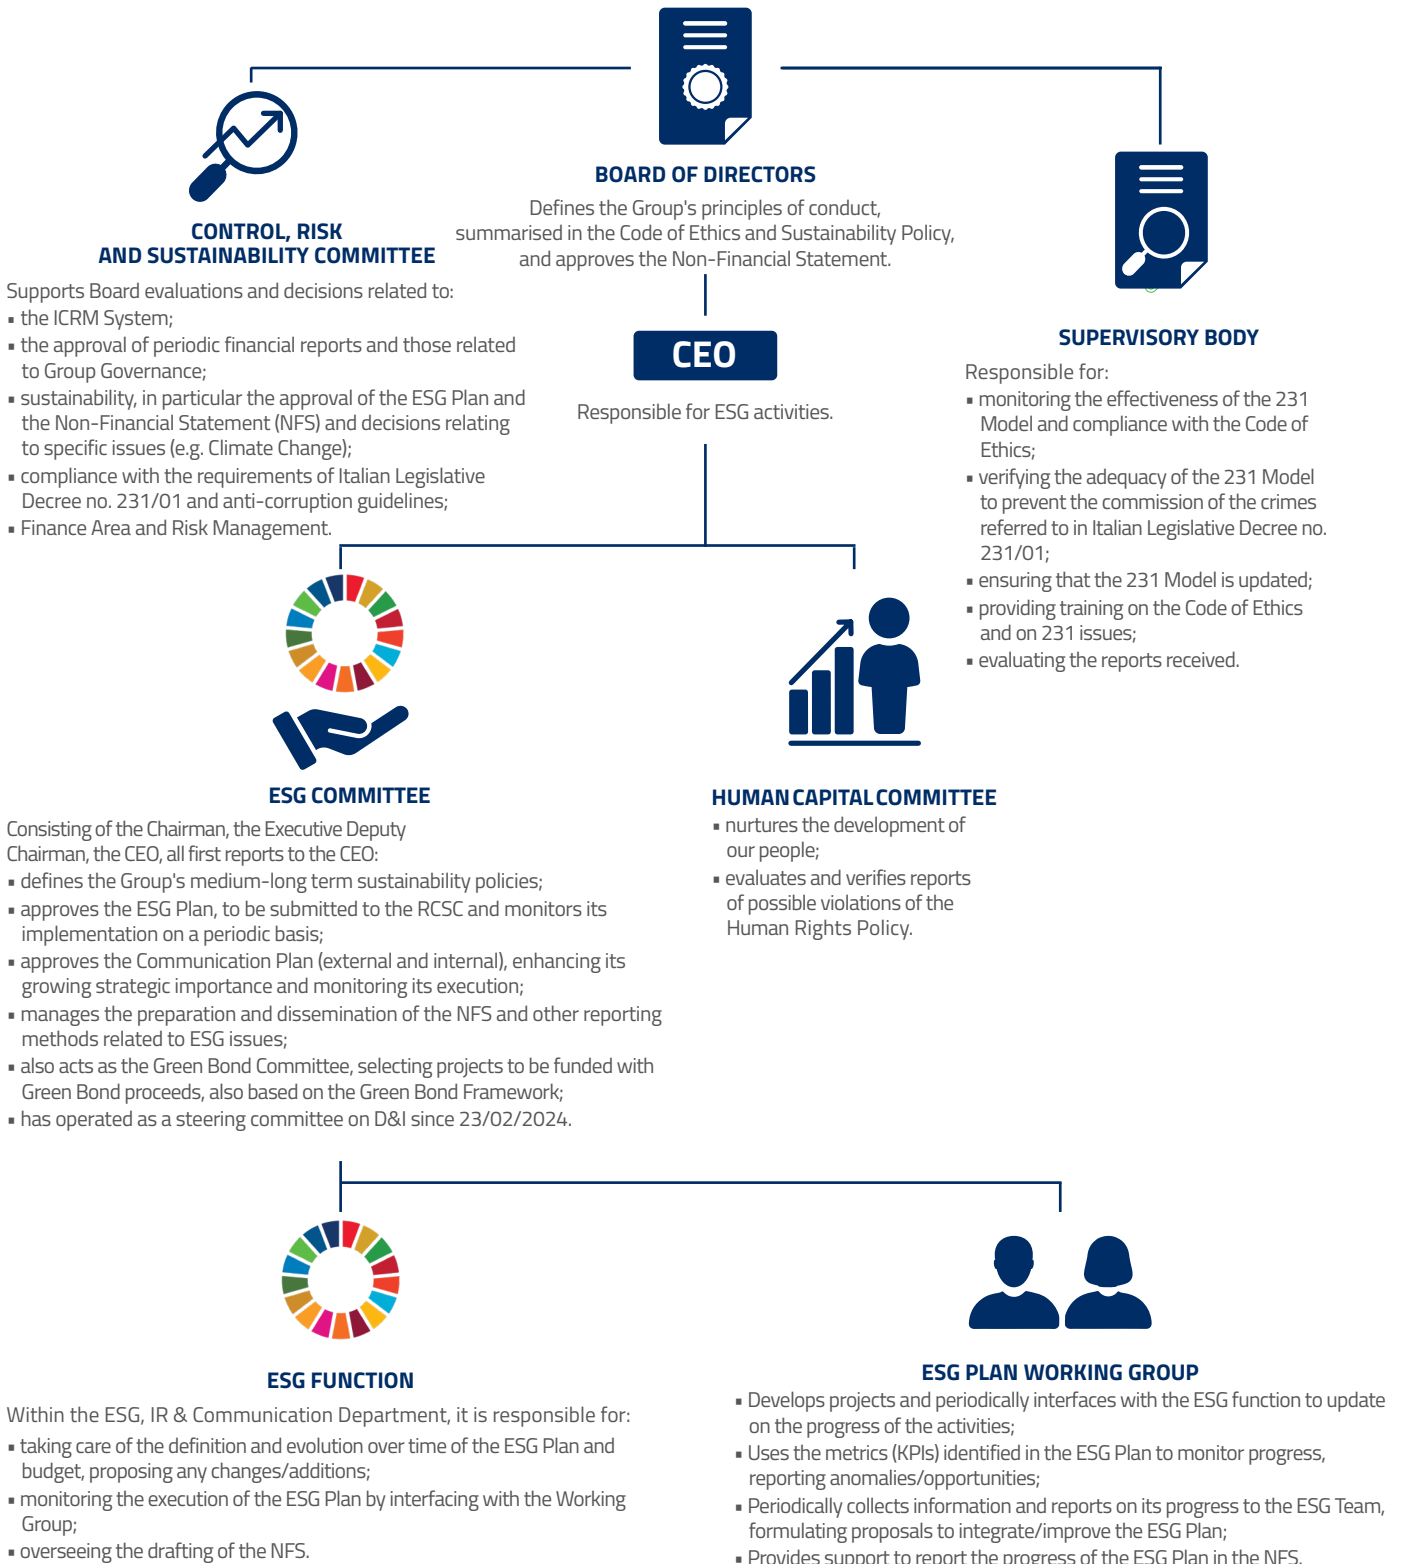 BOARD OF DIRECTORS
Defines the Group's principles of conduct,
summarised in the Code of Ethics and Sustainability Policy,
and approves the Non-Financial Statement.
CONTROL, RISK
AND SUSTAINABILITY COMMITTEE
Supports Board evaluations and decisions related to:
▪ the ICRM System;
▪ the approval of periodic financial reports and those related
to Group Governance;
▪ sustainability, in particular the approval of the ESG Plan and
the Non-Financial Statement (NFS) and decisions relating
to specific issues (e.g. Climate Change);
▪ compliance with the requirements of Italian Legislative
Decree no. 231/01 and anti-corruption guidelines;
▪ Finance Area and Risk Management.
CEO
Responsible for ESG activities.
SUPERVISORY BODY
Responsible for:
▪ monitoring the effectiveness of the 231
Model and compliance with the Code of
Ethics;
▪ verifying the adequacy of the 231 Model
to prevent the commission of the crimes
referred to in Italian Legislative Decree no.
231/01;
▪ ensuring that the 231 Model is updated;
▪ providing training on the Code of Ethics
and on 231 issues;
▪ evaluating the reports received.
ESG COMMITTEE
Consisting of the Chairman, the Executive Deputy
Chairman, the CEO, all first reports to the CEO:
▪ defines the Group's medium-long term sustainability policies;
▪ approves the ESG Plan, to be submitted to the RCSC and monitors its
implementation on a periodic basis;
▪ approves the Communication Plan (external and internal), enhancing its
growing strategic importance and monitoring its execution;
▪ manages the preparation and dissemination of the NFS and other reporting
methods related to ESG issues;
▪ also acts as the Green Bond Committee, selecting projects to be funded with
Green Bond proceeds, also based on the Green Bond Framework;
▪ has operated as a steering committee on D&I since 23/02/2024.
HUMAN CAPITAL COMMITTEE
▪ nurtures the development of
our people;
▪ evaluates and verifies reports
of possible violations of the
Human Rights Policy.
ESG FUNCTION
Within the ESG, IR & Communication Department, it is responsible for:
▪ taking care of the definition and evolution over time of the ESG Plan and
budget, proposing any changes/additions;
▪ monitoring the execution of the ESG Plan by interfacing with the Working
Group;
▪ overseeing the drafting of the NFS.
ESG PLAN WORKING GROUP
▪ Develops projects and periodically interfaces with the ESG function to update
on the progress of the activities;
▪ Uses the metrics (KPIs) identified in the ESG Plan to monitor progress,
reporting anomalies/opportunities;
▪ Periodically collects information and reports on its progress to the ESG Team,
formulating proposals to integrate/improve the ESG Plan;
▪ Provides support to report the progress of the ESG Plan in the NFS.